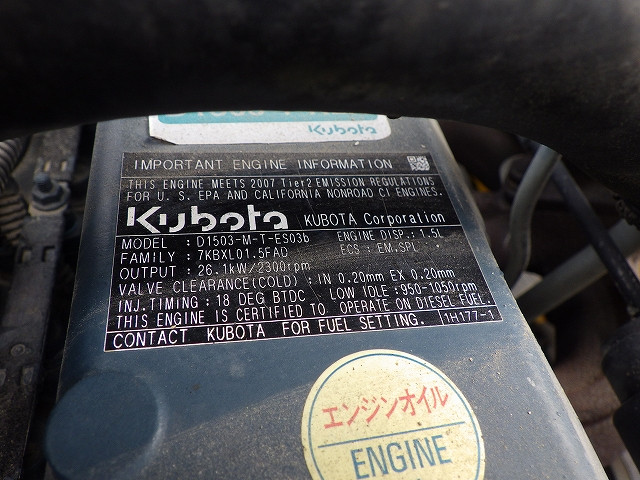 Kubota
IMPORTANT ENGINE INFORMATION
THIS ENGINE MEETS 2007 Tier2 EMISSION REGULATIONS
FOR U. S. EPA AND CALIFORNIA NONROAD CI ENGINES.
Kubota KUBOTA Corporation
MODEL : D1503-M-T-ES03b ENGINE DISP.: 1.5L
FAMILY : 7KBXL01.5FAD ECS : EM,SPL
OUTPUT : 26.1kW/2300rpm
VALVE CLEARANCE(COLD) : IN 0.20mm EX 0.20mm
INJ.TIMING: 18 DEG BTDC LOW IDLE: 950-1050rpm
THIS ENGINE IS CERTIFIED TO OPERATE ON DIESEL FUEL.
CONTACT KUBOTA FOR FUEL SETTING. 1H177-1
エンジンオイル
ENGINE